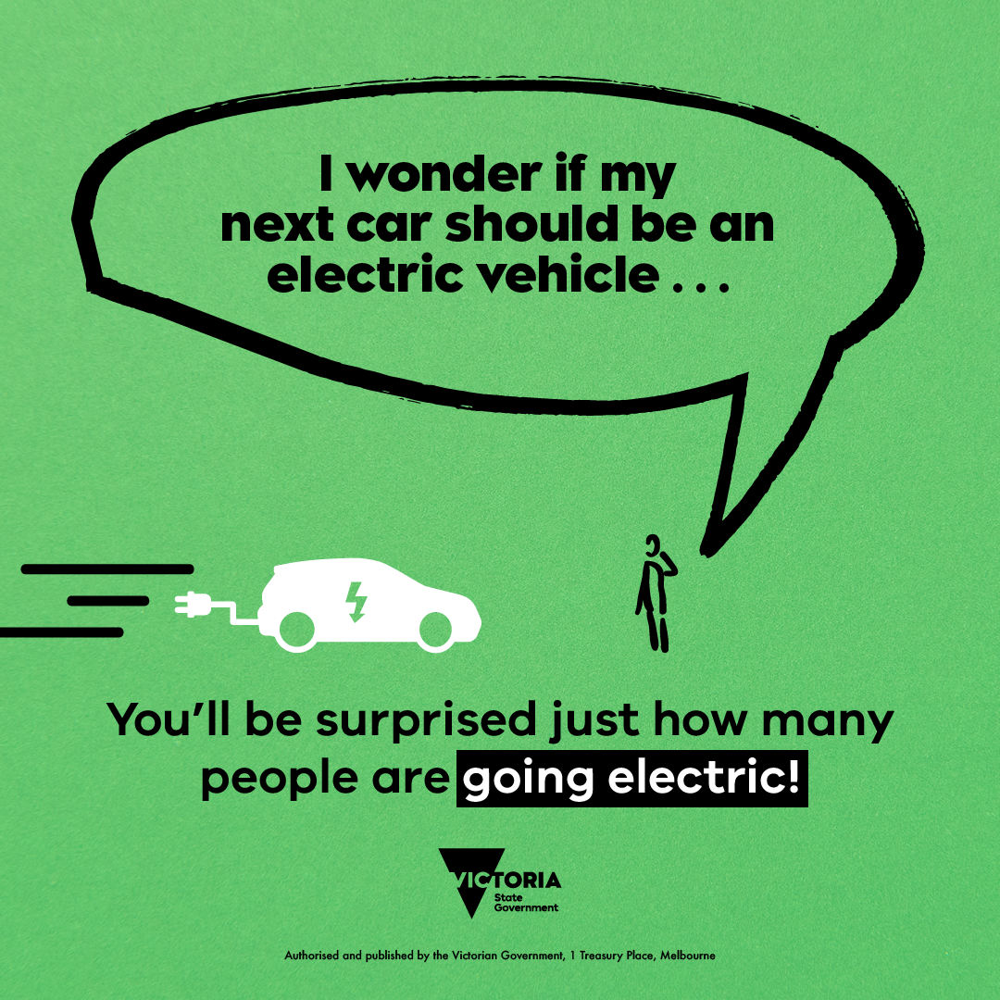 I wonder if my
next car should be an
electric vehicle . . .
You’ll be surprised just how many
people are going electric!
VICTORIA
State
Government
Authorised and published by the Victorian Government, 1 Treasury Place, Melbourne